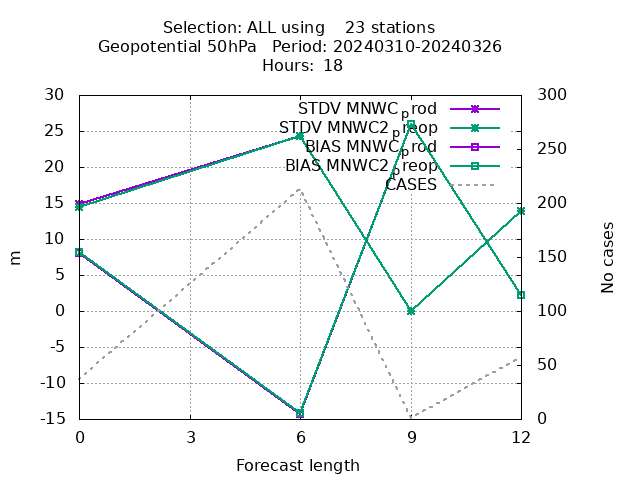 Selection: ALL using    23 stations
Geopotential 50hPa   Period: 20240310-20240326
Hours: 18
30
25
20
15
10
5
0
-5
-10
-15
m
300
250
200
150
100
50
0
No cases
STDV MNWC_prod
STDV MNWC2_preop
BIAS MNWC_prod
BIAS MNWC2_preop
CASES
0 3 6 9 12
Forecast length